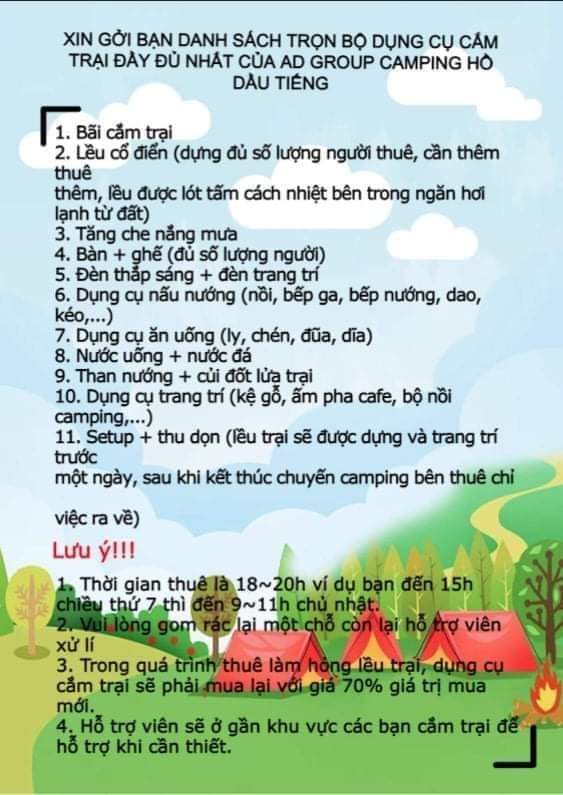 XIN GỞI BẠN DANH SÁCH TRỌN BỘ DỤNG CỤ CẮM
TRẠI ĐẦY ĐỦ NHẤT CỦA AD GROUP CAMPING HỒ
DẦU TIẾNG
1. Bãi cắm trại
2. Lều cổ điển (dựng đủ số lượng người thuê, cần thêm
thuê
thêm, lều được lót tấm cách nhiệt bên trong ngăn hơi
lạnh từ đất)
3. Tăng che nắng mưa
4. Bàn + ghế (đủ số lượng người)
5. Đèn thắp sáng + đèn trang trí
6. Dụng cụ nấu nướng (nồi, bếp ga, bếp nướng, dao,
kéo,...)
7. Dụng cụ ăn uống (ly, chén, đũa, dĩa)
8. Nước uống + nước đá
9. Than nướng + củi đốt lửa trại
10. Dụng cụ trang trí (kệ gỗ, ấm pha cafe, bộ nồi
camping,...)
11. Setup + thu dọn (lều trại sẽ được dựng và trang trí
trước
một ngày, sau khi kết thúc chuyến camping bên thuê chỉ
việc ra về)
Lưu ý!!!
1. Thời gian thuê là 18~20h ví dụ bạn đến 15h
chiều thứ 7 thì đến 9~11h chủ nhật.
2. Vui lòng gom rác lại một chỗ còn lại hỗ trợ viên
xử lí
3. Trong quá trình thuê làm hỏng lều trại, dụng cụ
cắm trại sẽ phải mua lại với giá 70% giá trị mua
mới.
4. Hỗ trợ viên sẽ ở gần khu vực các bạn cắm trại để
hỗ trợ khi cần thiết.